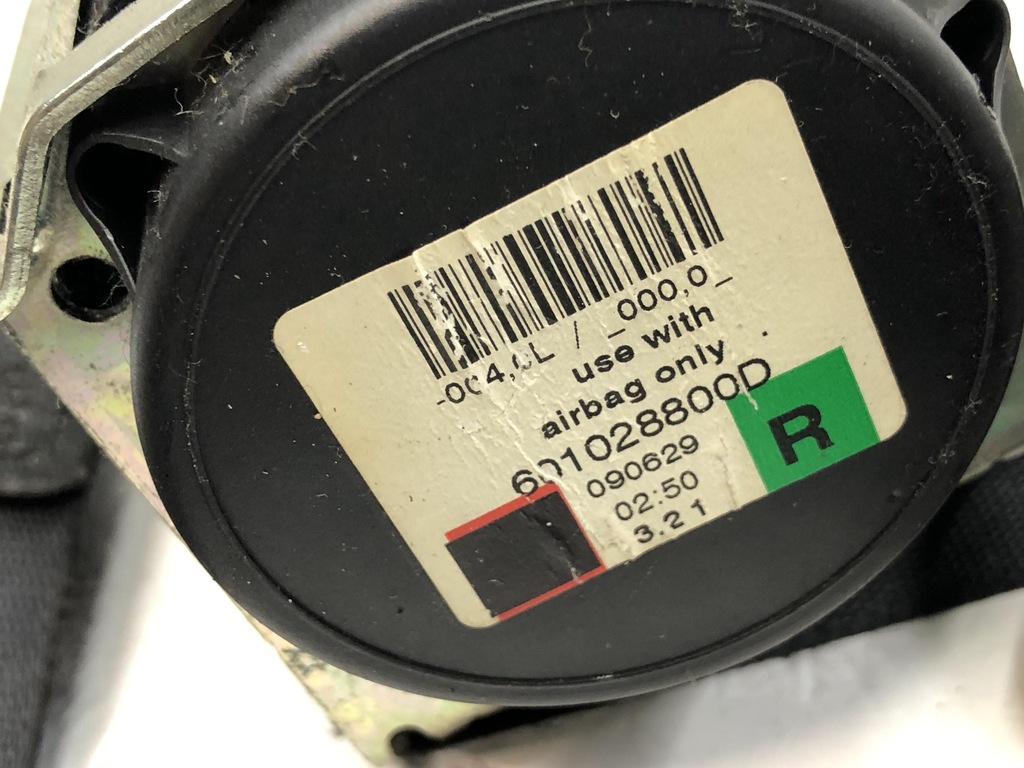 -004,0L / _000,0_
use with
airbag only
601028800D
090629
02:50
3.21
R